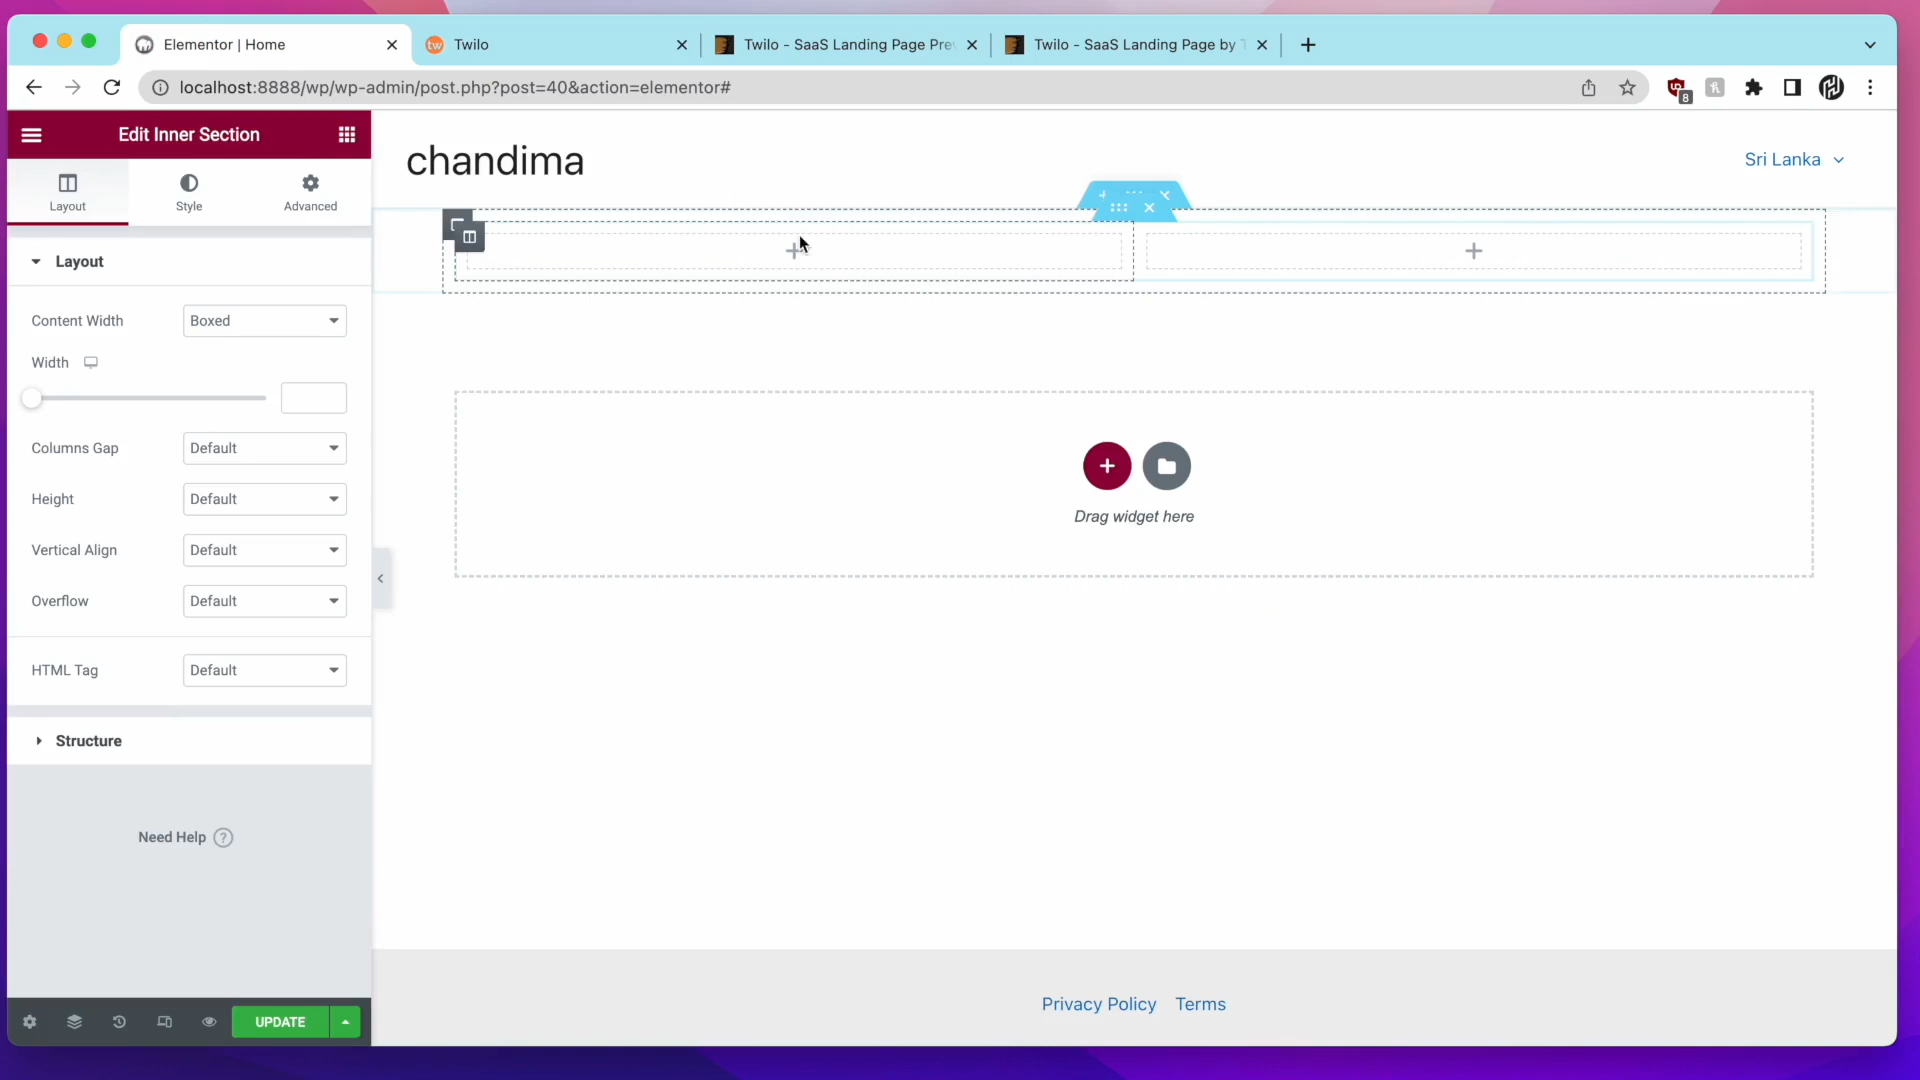 Elementor | Home
Twilo
Twilo - SaaS Landing Page Pre
Twilo - SaaS Landing Page by T
localhost:8888/wp/wp-admin/post.php?post=40&action=elementor#
8
Edit Inner Section
Layout
Style
Advanced
Layout
Content Width
Boxed
Width
Columns Gap
Default
Height
Default
Vertical Align
Default
Overflow
Default
HTML Tag
Default
Structure
Need Help ?
UPDATE
chandima
Sri Lanka
Drag widget here
Privacy Policy
Terms